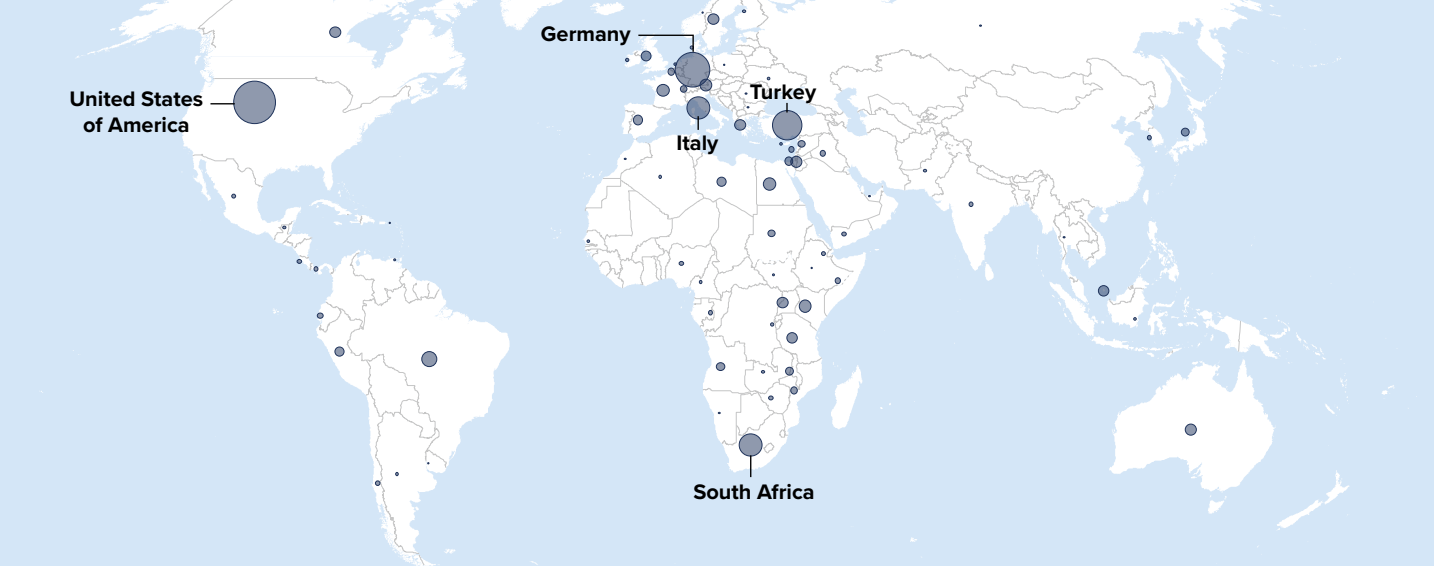 Germany
United States
of America
Turkey
Italy
South Africa